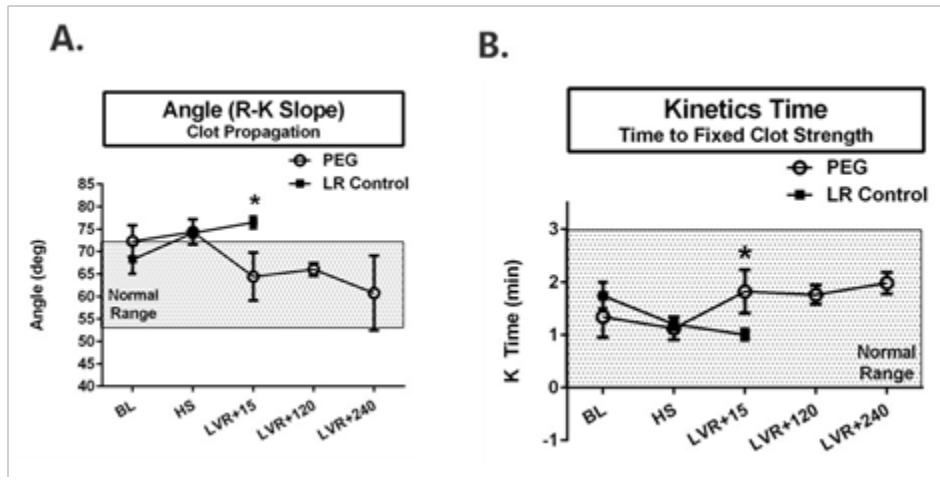 A.
Angle (R-K Slope)
Clot Propagation
PEG
LR Control
*
85
80
75
70
65
60
55
50
45
40
Angle (deg)
Normal
Range
BL
HS
LVR+15
LVR+120
LVR+240
B.
Kinetics Time
Time to Fixed Clot Strength
PEG
LR Control
*
3
2
1
0
-1
K Time (min)
Normal
Range
BL
HS
LVR+15
LVR+120
LVR+240